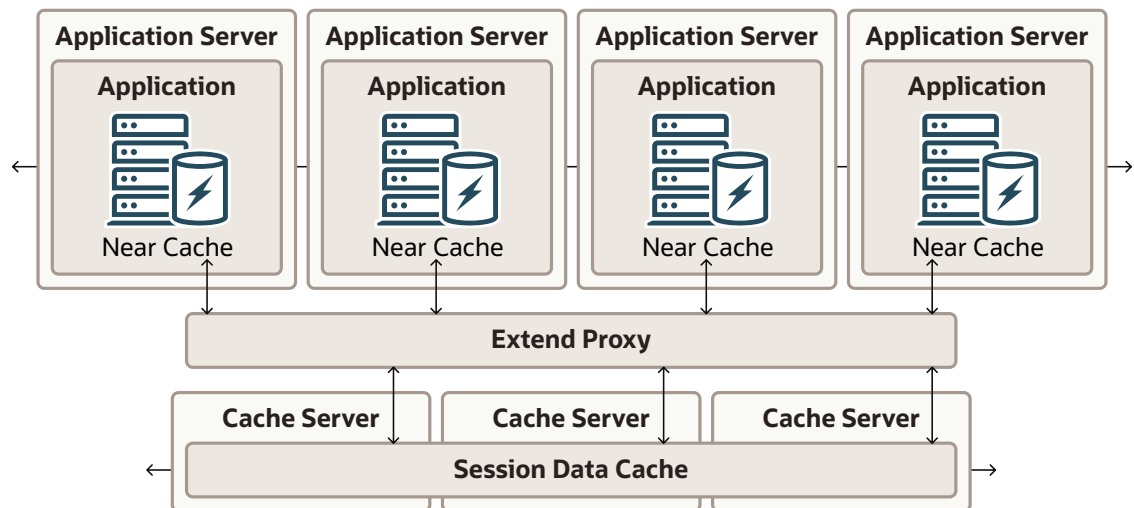 Application Server
Application
Near Cache
Application Server
Application
Near Cache
Application Server
Application
Near Cache
Application Server
Application
Near Cache
Extend Proxy
Cache Server
Cache Server
Cache Server
Session Data Cache